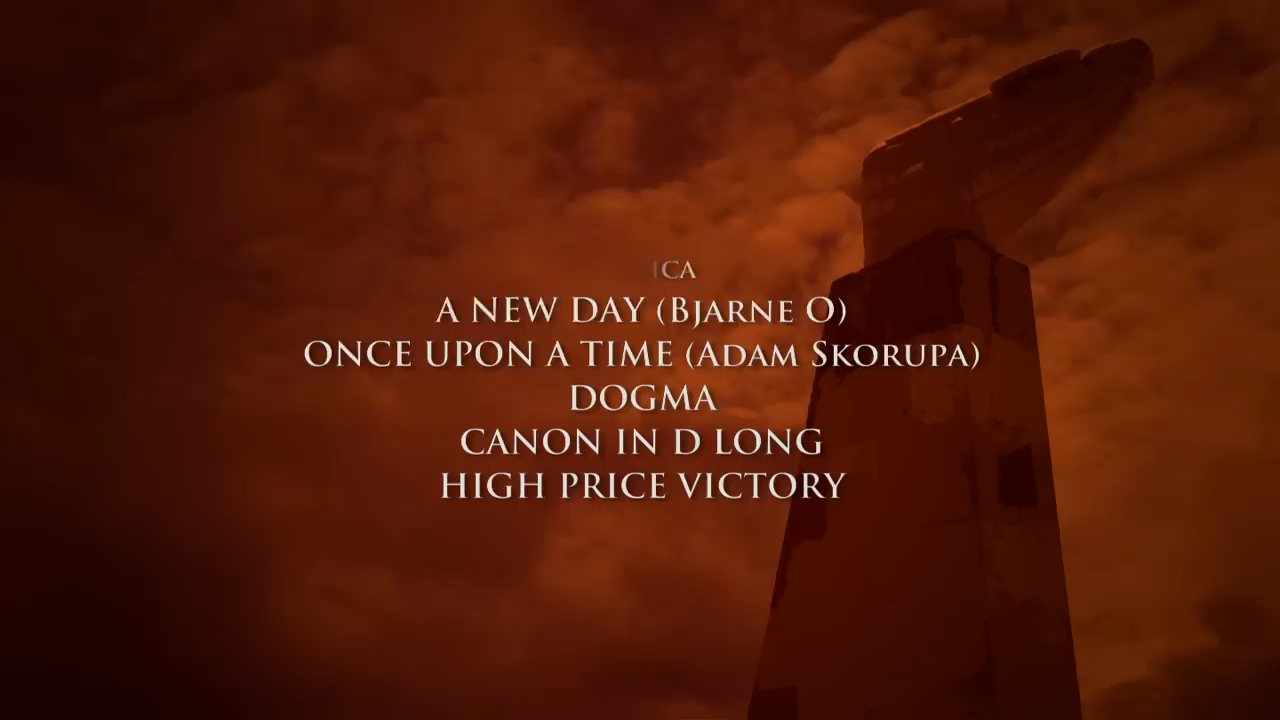 A NEW DAY (Bjarne O)
ONCE UPON A TIME (Adam Skorupa)
DOGMA
CANON IN D LONG
HIGH PRICE VICTORY